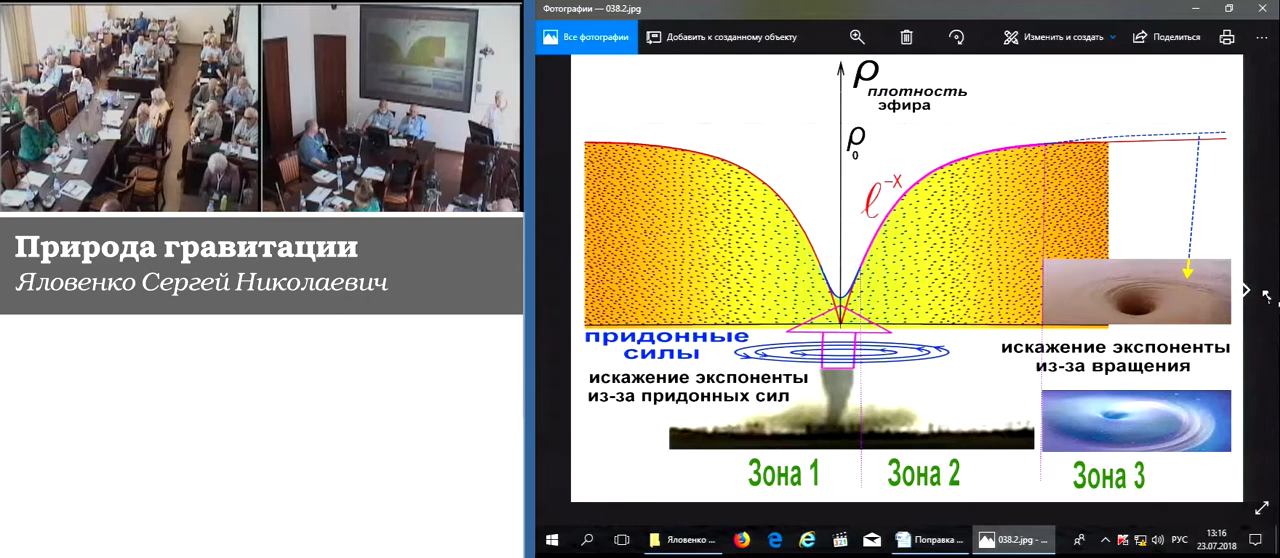 Природа гравитации
Яловенко Сергей Николаевич
Фотографии — 038.2.jpg
Все фотографии
Добавить к созданному объекту
Изменить и создать
Поделиться
ρ
плотность
эфира
ρ
0
ℓ⁻ˣ
придонные
силы
искажение экспоненты
из-за придонных сил
искажение экспоненты
из-за вращения
Зона 1
Зона 2
Зона 3
Яловенко ...
Поправка ...
038.2.jpg - ...
РУС
13:16
23.07.2018